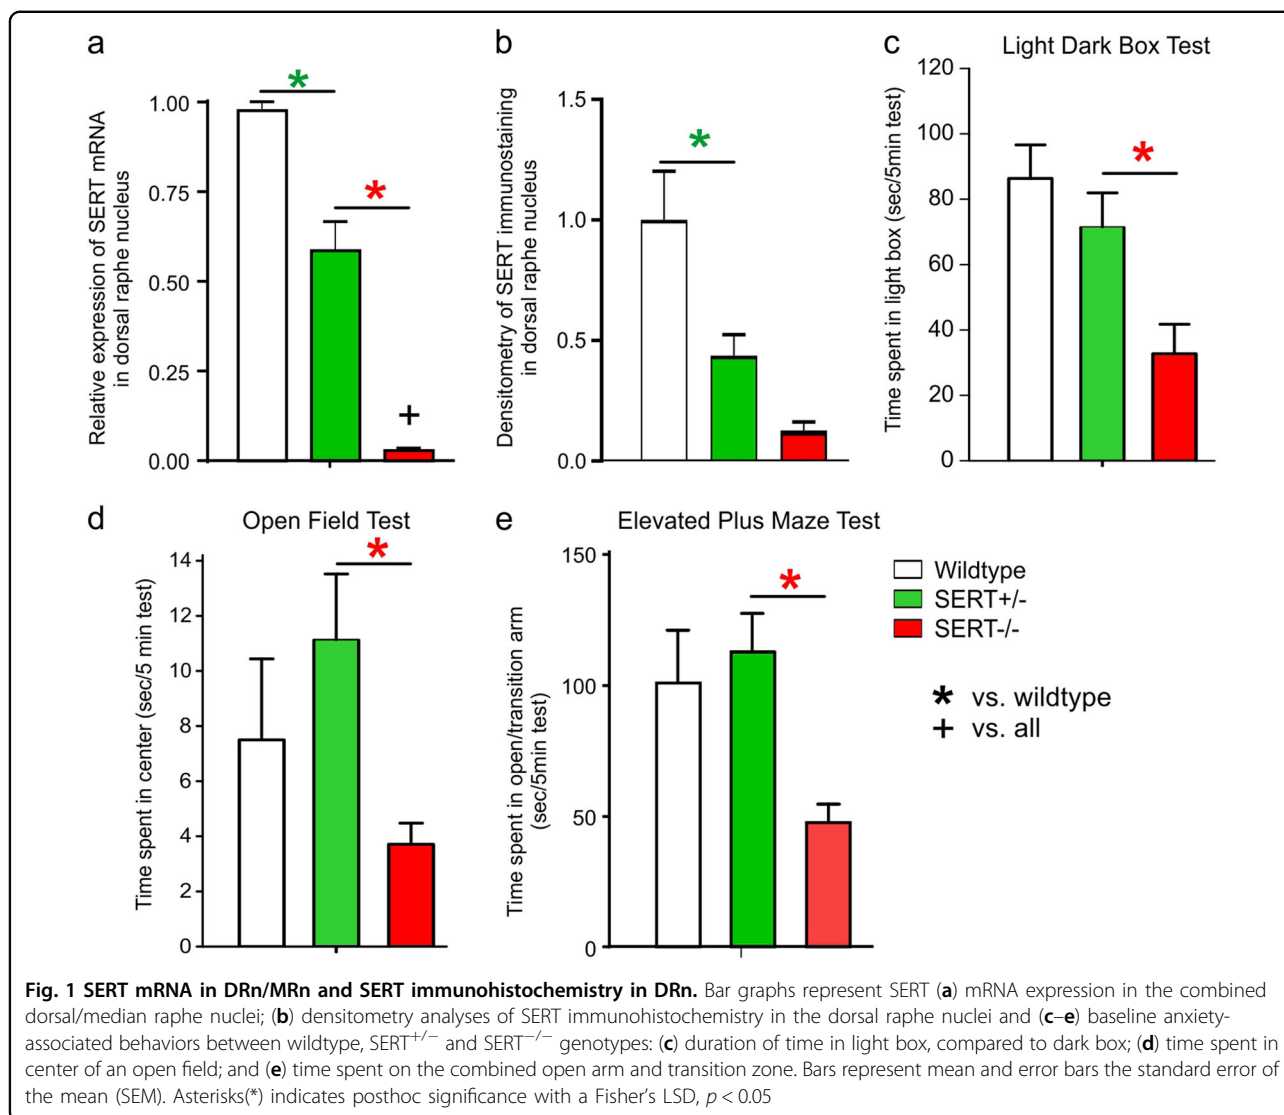 a
Relative expression of SERT mRNA
in dorsal raphe nucleus
1.00
0.75
0.50
0.25
0.00
*
*
+
b
Densitometry of SERT immunostaining
in dorsal raphe nucleus
1.5
1.0
0.5
0.0
*
c
Light Dark Box Test
Time spent in light box (sec/5min test)
120
100
80
60
40
20
0
*
d
Open Field Test
Time spent in center (sec/5 min test)
14
12
10
8
6
4
2
0
*
e
Elevated Plus Maze Test
Time spent in open/transition arm
(sec/5min test)
150
100
50
0
*
Wildtype
SERT+/-
SERT-/-
* vs. wildtype
+ vs. all
Fig. 1 SERT mRNA in DRn/MRn and SERT immunohistochemistry in DRn. Bar graphs represent SERT (a) mRNA expression in the combined
dorsal/median raphe nuclei; (b) densitometry analyses of SERT immunohistochemistry in the dorsal raphe nuclei and (c–e) baseline anxiety-
associated behaviors between wildtype, SERT+/− and SERT−/− genotypes: (c) duration of time in light box, compared to dark box; (d) time spent in
center of an open field; and (e) time spent on the combined open arm and transition zone. Bars represent mean and error bars the standard error of
the mean (SEM). Asterisks(*) indicates posthoc significance with a Fisher's LSD, p < 0.05